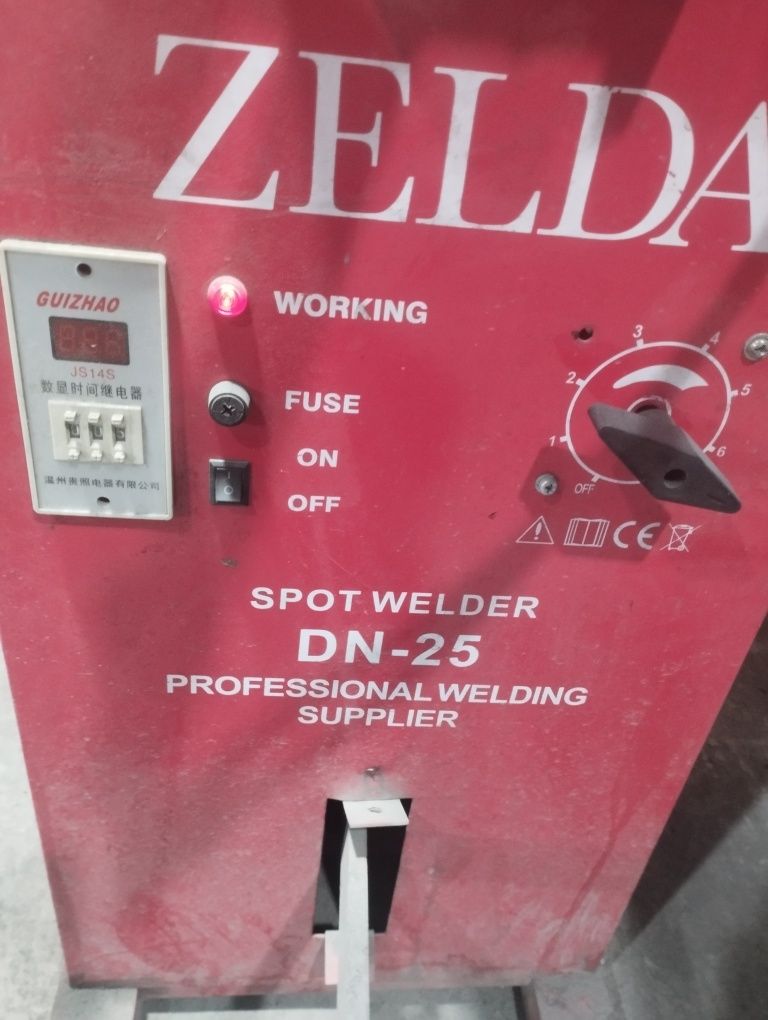 ZELDA
GUIZHAO
JS14S
数显时间继电器
温州贵照电器有限公司
WORKING
FUSE
ON
OFF
1
2
3
4
5
6
OFF
CE
SPOT WELDER
DN-25
PROFESSIONAL WELDING
SUPPLIER